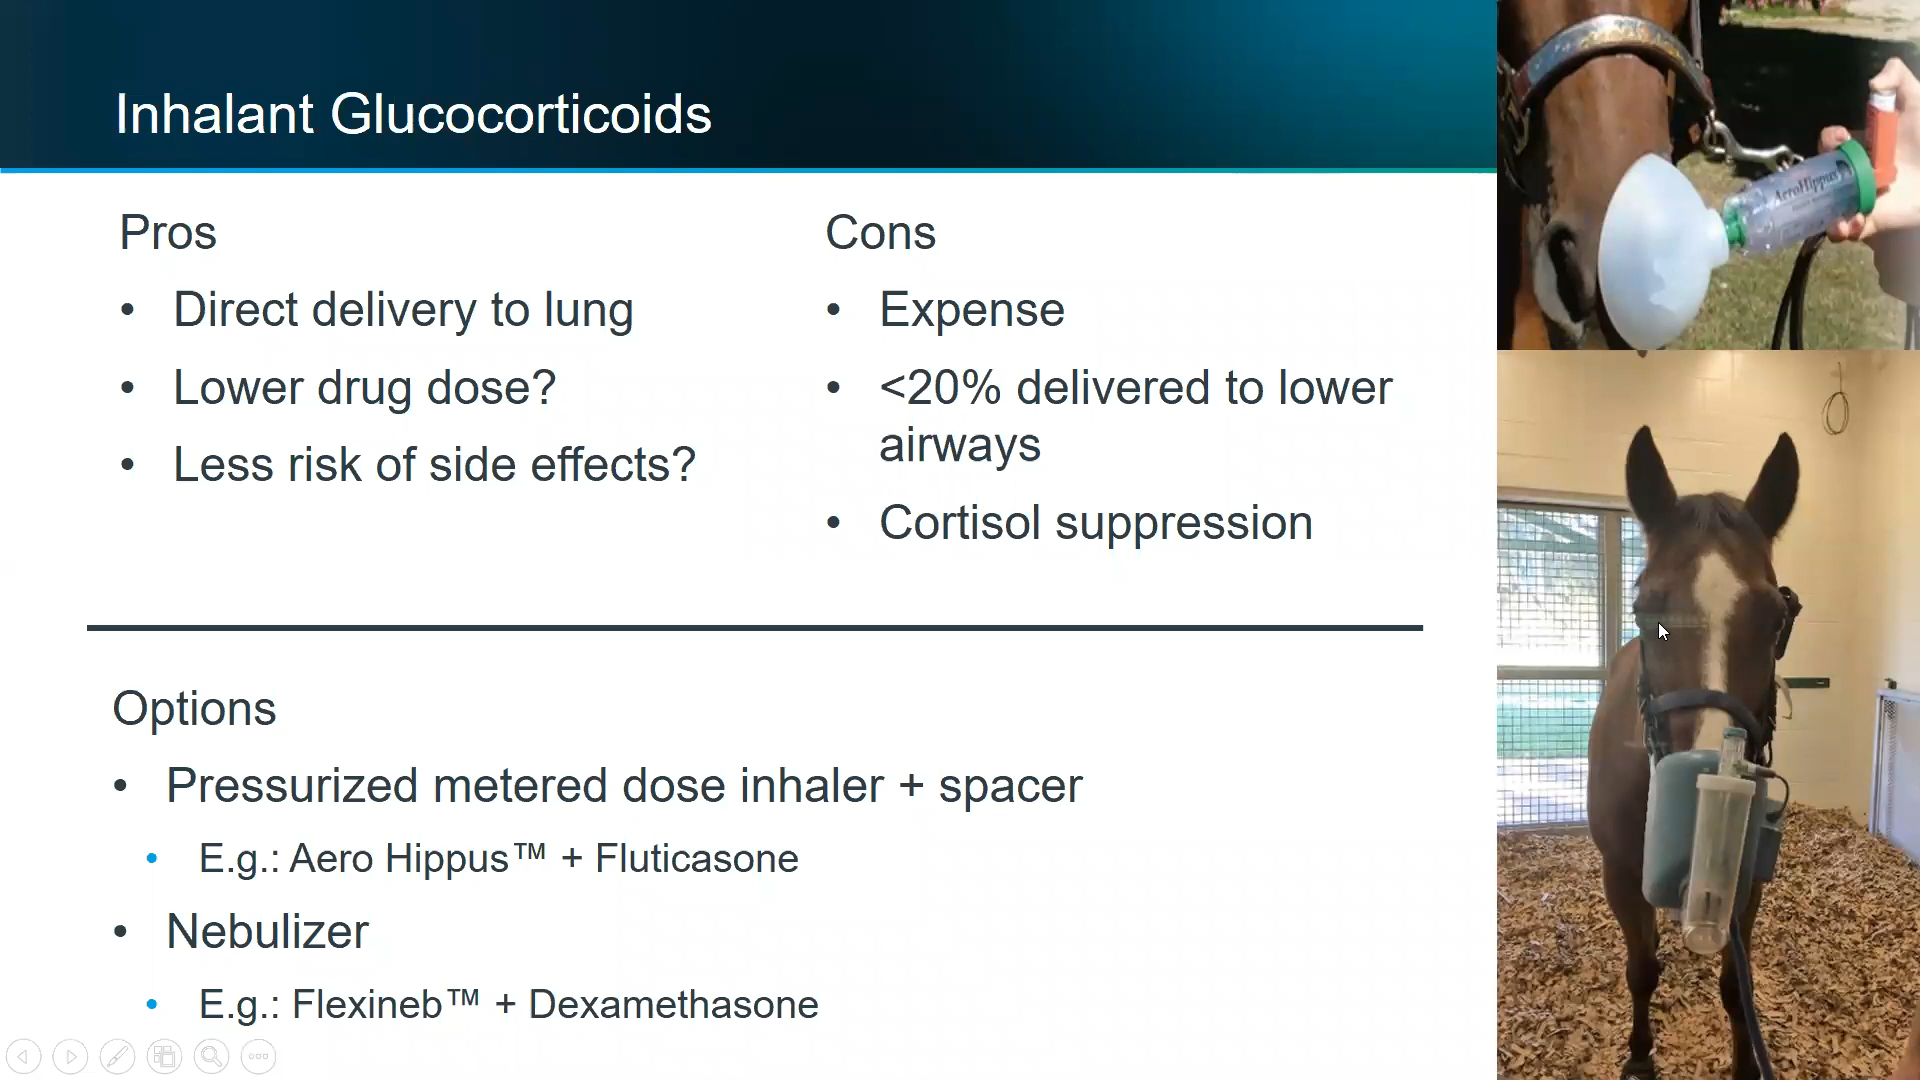 Inhalant Glucocorticoids
Pros
• Direct delivery to lung
• Lower drug dose?
• Less risk of side effects?
Cons
• Expense
• <20% delivered to lower
airways
• Cortisol suppression
Options
• Pressurized metered dose inhaler + spacer
• E.g.: Aero Hippus™ + Fluticasone
• Nebulizer
• E.g.: Flexineb™ + Dexamethasone
AeroHippus